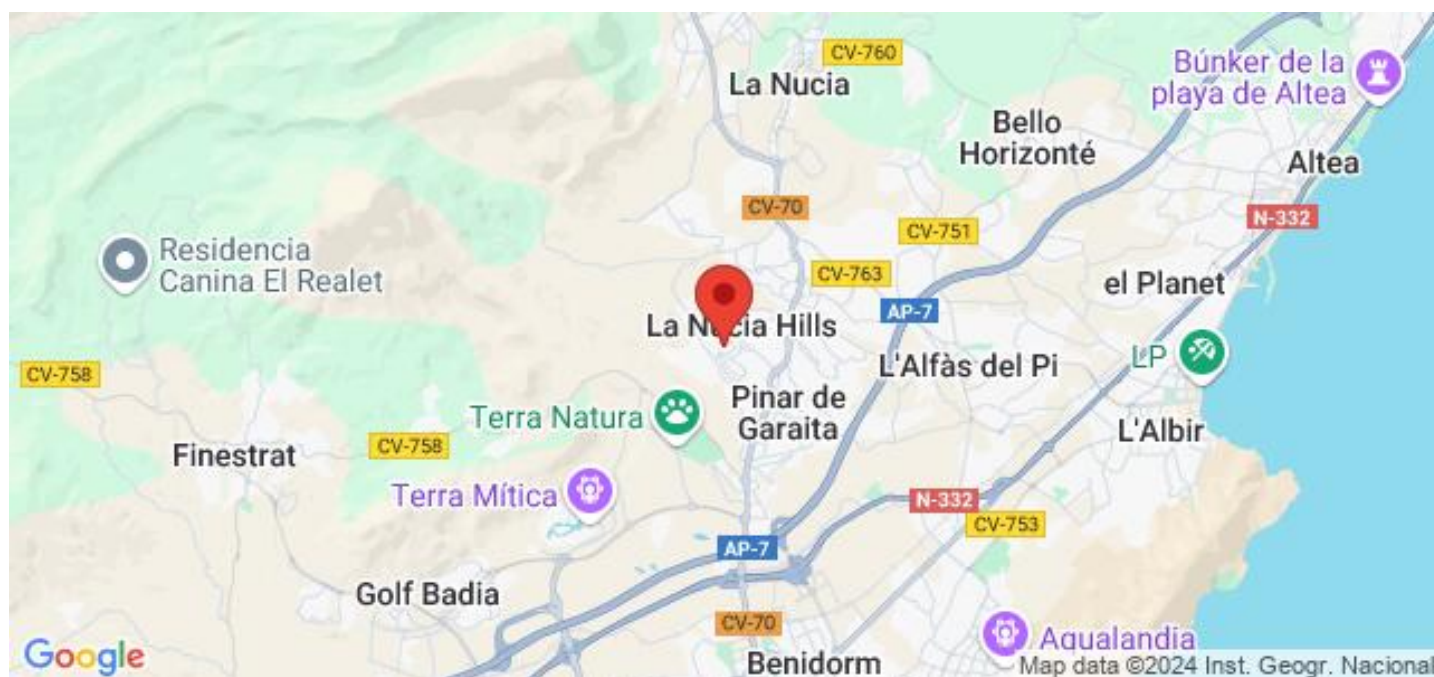 CV-760
La Nucia
Búnker de la
playa de Altea
Bello
Horizonté
Altea
CV-70
N-332
CV-751
Residencia
Canina El Realet
CV-763
el Planet
AP-7
La Nucia Hills
LP
L'Alfàs del Pi
CV-758
Pinar de
Garaita
Terra Natura
L'Albir
CV-758
Finestrat
Terra Mítica
N-332
CV-753
AP-7
Golf Badia
CV-70
Aqualandia
Google
Benidorm
Map data ©2024 Inst. Geogr. Nacional